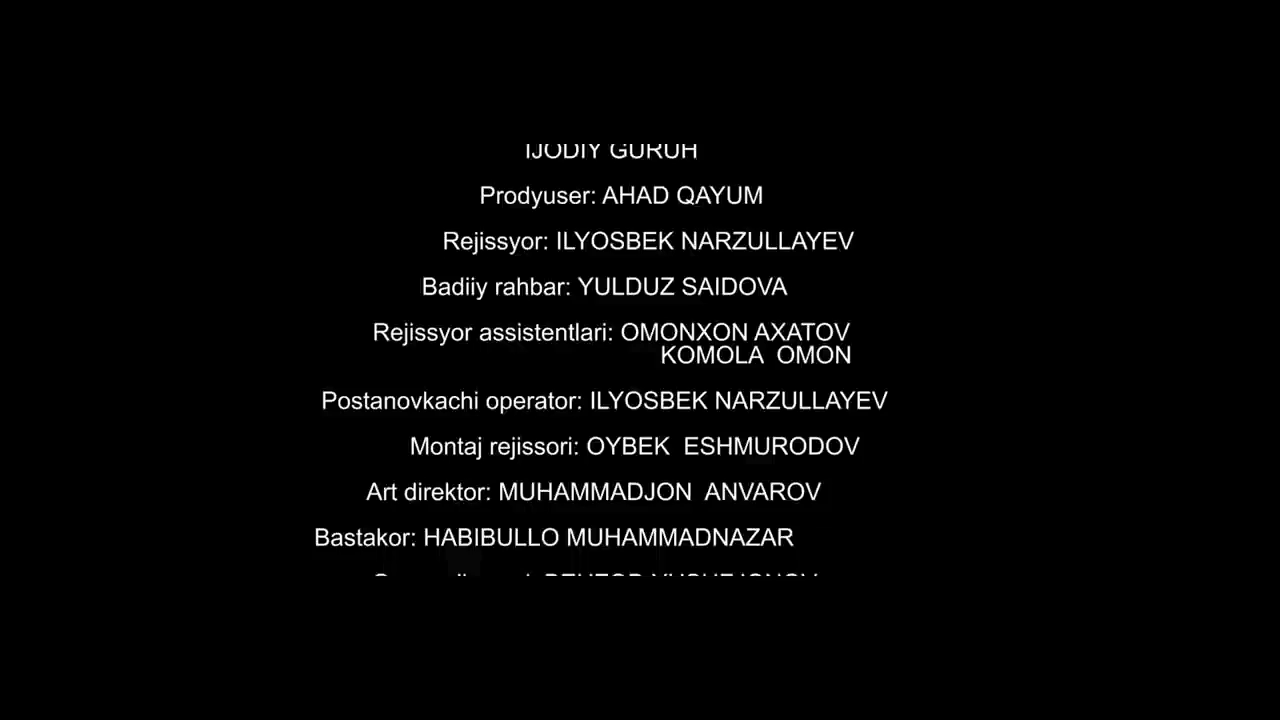 IJODIY GURUH
Prodyuser: AHAD QAYUM
Rejissyor: ILYOSBEK NARZULLAYEV
Badiiy rahbar: YULDUZ SAIDOVA
Rejissyor assistentlari: OMONXON AXATOV
KOMOLA OMON
Postanovkachi operator: ILYOSBEK NARZULLAYEV
Montaj rejissori: OYBEK ESHMURODOV
Art direktor: MUHAMMADJON ANVAROV
Bastakor: HABIBULLO MUHAMMADNAZAR